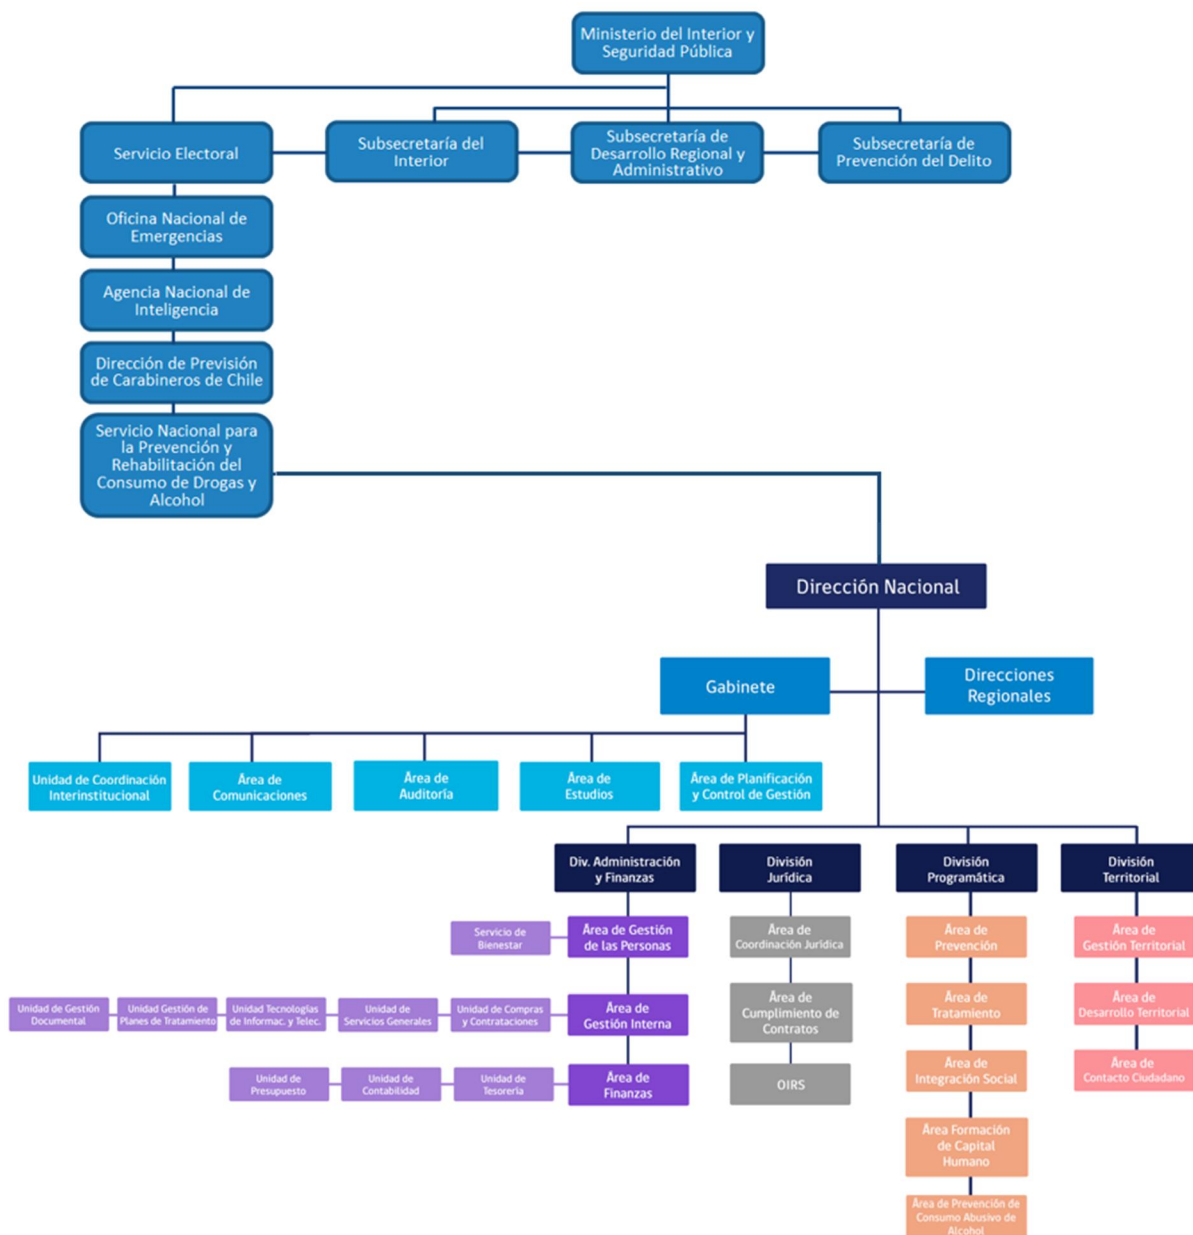 Ministerio del Interior y
Seguridad Pública
Servicio Electoral
Subsecretaría del
Interior
Subsecretaría de
Desarrollo Regional y
Administrativo
Subsecretaría de
Prevención del Delito
Oficina Nacional de
Emergencias
Agencia Nacional de
Inteligencia
Dirección de Previsión
de Carabineros de Chile
Servicio Nacional para
la Prevención y
Rehabilitación del
Consumo de Drogas y
Alcohol
Dirección Nacional
Gabinete
Direcciones
Regionales
Unidad de Coordinación
Interinstitucional
Área de
Comunicaciones
Área de
Auditoría
Área de
Estudios
Área de Planificación
y Control de Gestión
Div. Administración
y Finanzas
División
Jurídica
División
Programática
División
Territorial
Servicio de
Bienestar
Área de Gestión
de las Personas
Área de
Coordinación Jurídica
Área de
Prevención
Área de
Gestión Territorial
Unidad de Gestión
Documental
Unidad Gestión de
Planes de Tratamiento
Unidad Tecnologías
de Informac. y Telec.
Unidad de
Servicios Generales
Unidad de Compras
y Contrataciones
Área de
Gestión Interna
Área de
Cumplimiento de
Contratos
Área de
Tratamiento
Área de
Desarrollo Territorial
Unidad de
Presupuesto
Unidad de
Contabilidad
Unidad de
Tesorería
Área de
Finanzas
OIRS
Área de
Integración Social
Área de
Contacto Ciudadano
Área Formación
de Capital
Humano
Área de Prevención de
Consumo Abusivo de
Alcohol